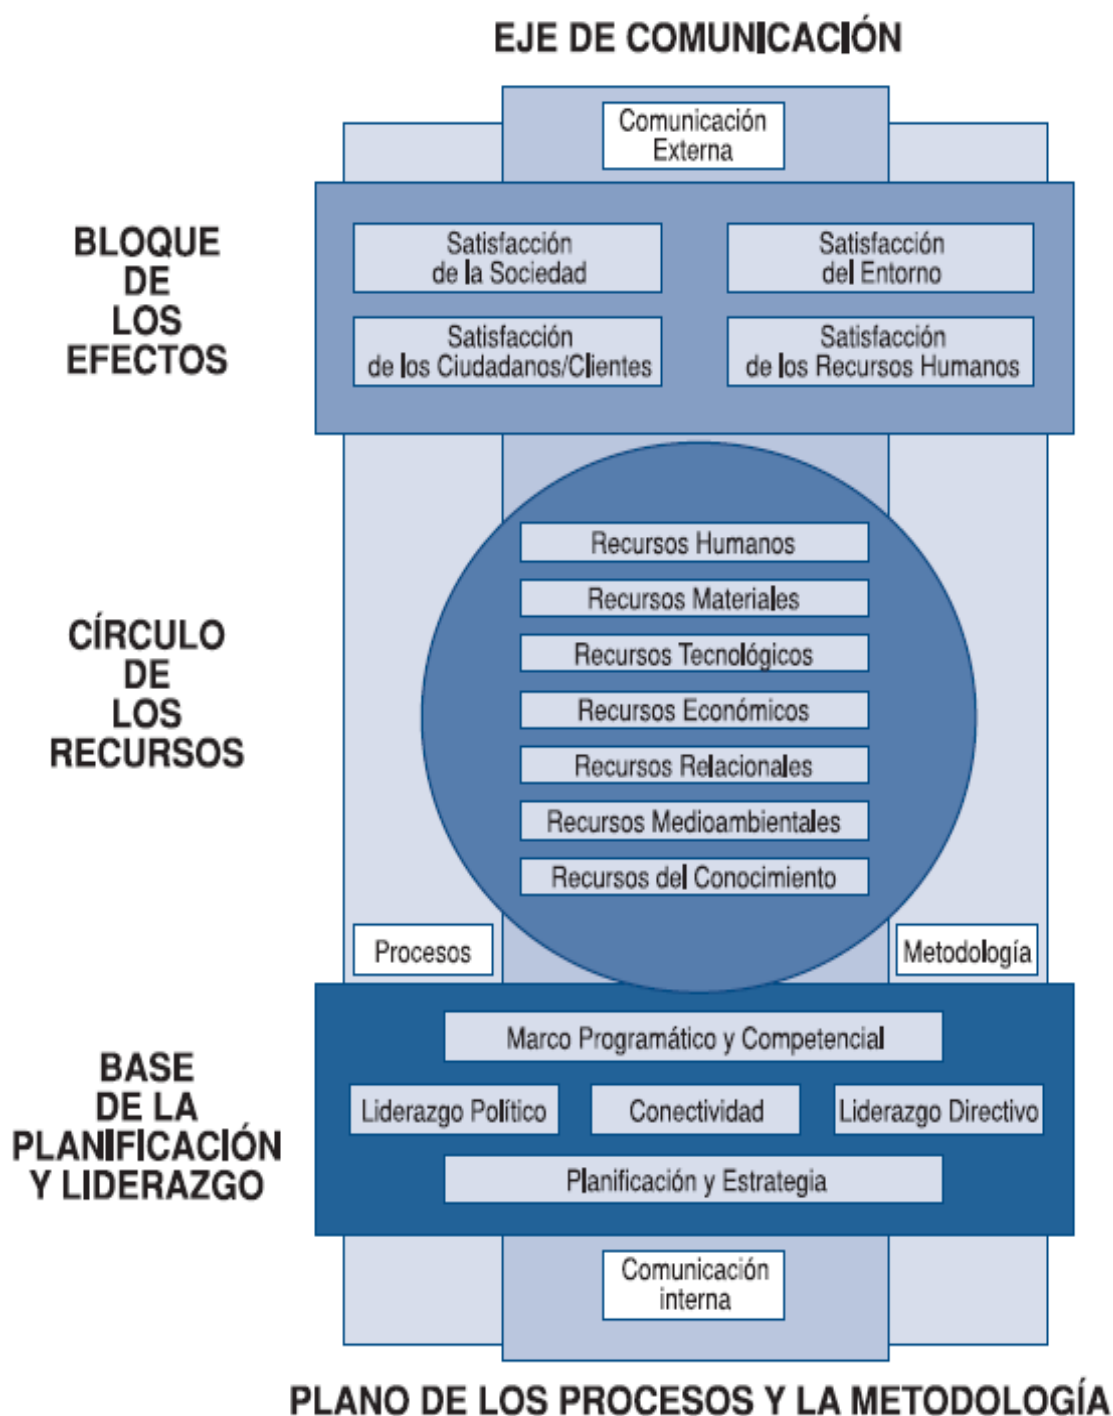 EJE DE COMUNICACIÓN
Comunicación
Externa
BLOQUE
DE
LOS
EFECTOS
Satisfacción
de la Sociedad
Satisfacción
del Entorno
Satisfacción
de los Ciudadanos/Clientes
Satisfacción
de los Recursos Humanos
CÍRCULO
DE
LOS
RECURSOS
Recursos Humanos
Recursos Materiales
Recursos Tecnológicos
Recursos Económicos
Recursos Relacionales
Recursos Medioambientales
Recursos del Conocimiento
Procesos
Metodología
BASE
DE LA
PLANIFICACIÓN
Y LIDERAZGO
Marco Programático y Competencial
Liderazgo Político
Conectividad
Liderazgo Directivo
Planificación y Estrategia
Comunicación
interna
PLANO DE LOS PROCESOS Y LA METODOLOGÍA